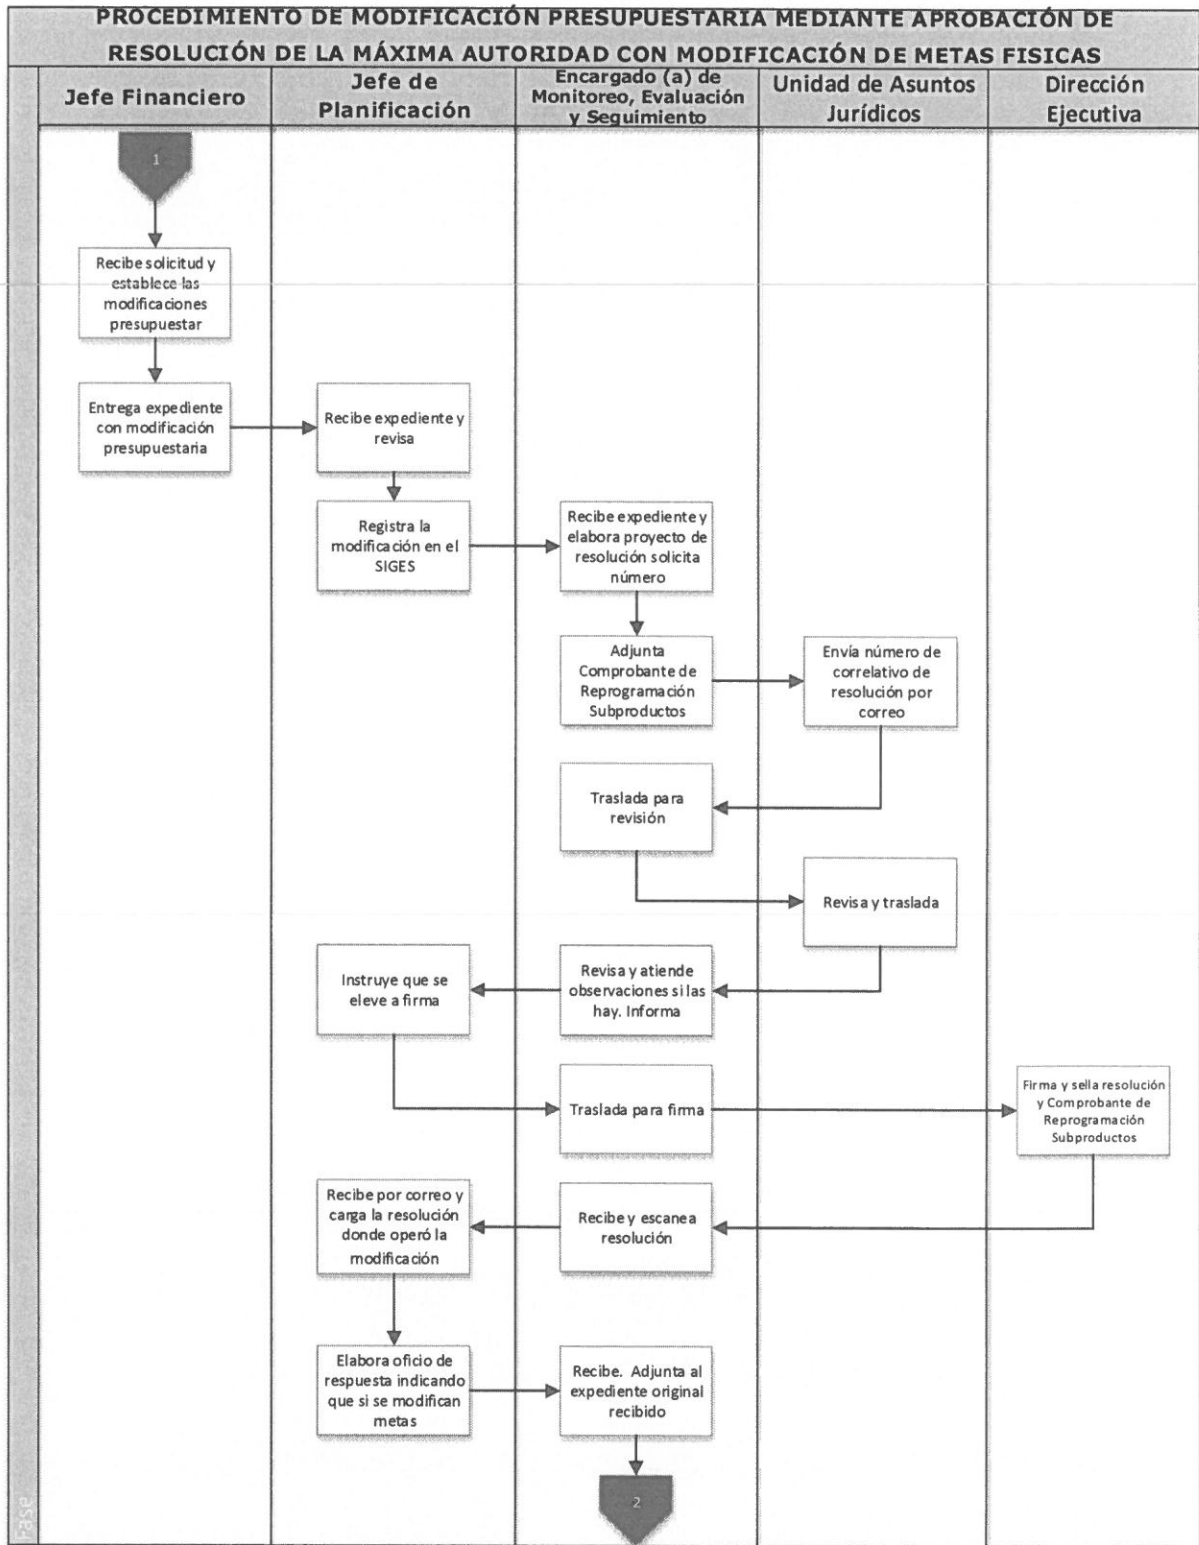 PROCEDIMIENTO DE MODIFICACIÓN PRESUPUESTARIA MEDIANTE APROBACIÓN DE
RESOLUCIÓN DE LA MÁXIMA AUTORIDAD CON MODIFICACIÓN DE METAS FISICAS
Jefe Financiero
Jefe de
Planificación
Encargado (a) de
Monitoreo, Evaluación
y Seguimiento
Unidad de Asuntos
Jurídicos
Dirección
Ejecutiva
1
Recibe solicitud y
establece las
modificaciones
presupuestar
Entrega expediente
con modificación
presupuestaria
Recibe expediente y
revisa
Registra la
modificación en el
SIGES
Recibe expediente y
elabora proyecto de
resolución solicita
número
Adjunta
Comprobante de
Reprogramación
Subproductos
Envía número de
correlativo de
resolución por
correo
Traslada para
revisión
Revisa y traslada
Revisa y atiende
observaciones si las
hay. Informa
Instruye que se
eleve a firma
Traslada para firma
Firma y sella resolución
y Comprobante de
Reprogramación
Subproductos
Recibe y escanea
resolución
Recibe por correo y
carga la resolución
donde operó la
modificación
Elabora oficio de
respuesta indicando
que si se modifican
metas
Recibe. Adjunta al
expediente original
recibido
2
Fase